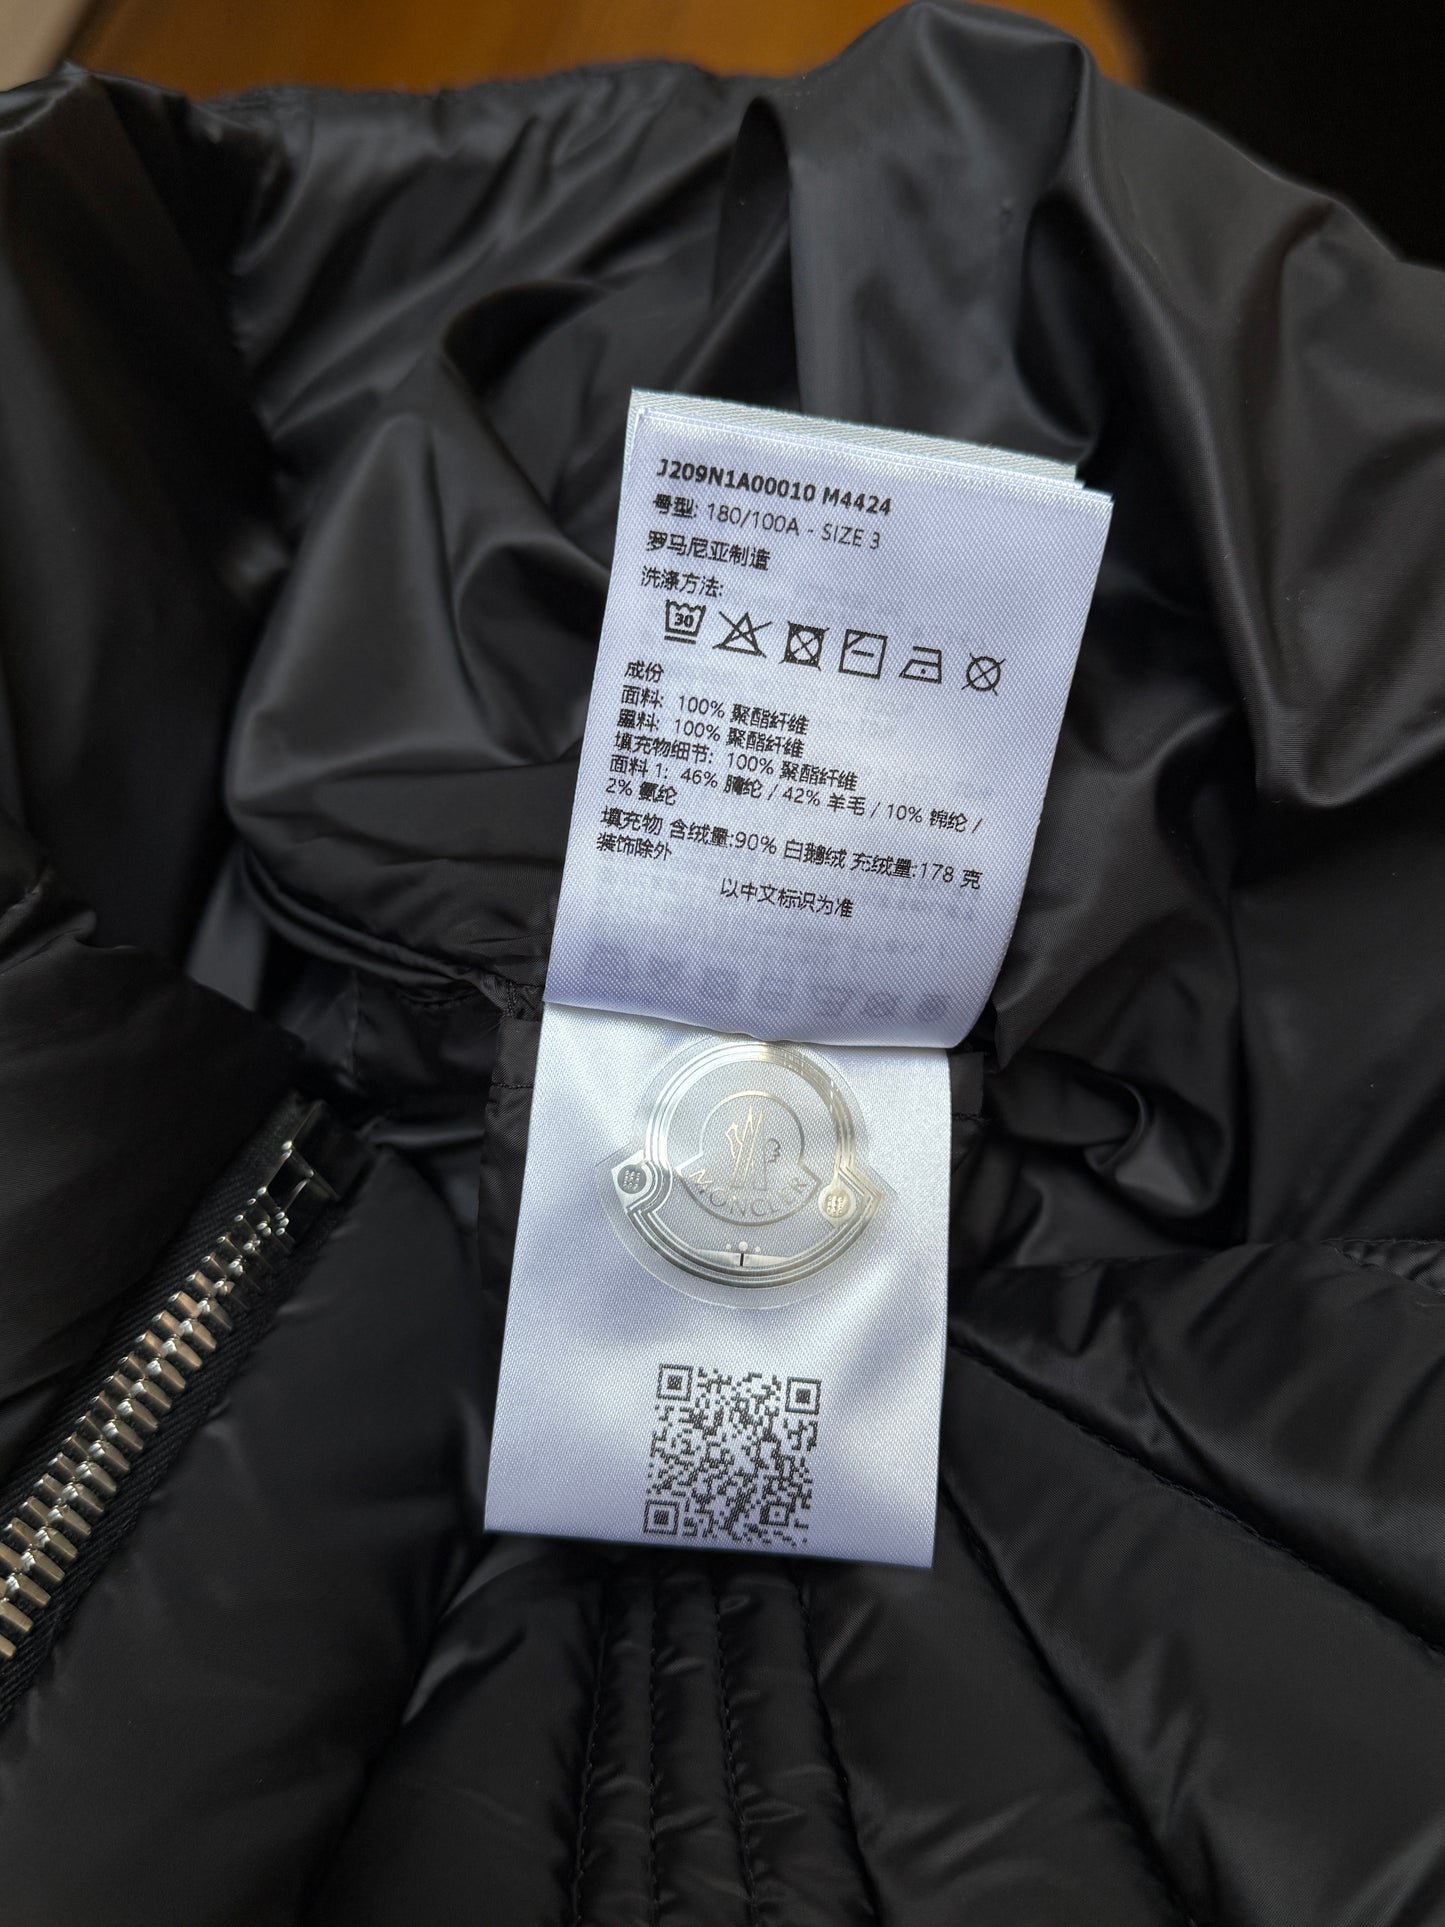 J209N1A00010 M4424
号型: 180/100A - SIZE 3
罗马尼亚制造
洗涤方法:
30
成份
面料: 100% 聚酯纤维
里料: 100% 聚酯纤维
填充物细节: 100% 聚酯纤维
面料 1: 46% 腈纶 / 42% 羊毛 / 10% 锦纶 /
2% 氨纶
填充物 含绒量:90% 白鹅绒 充绒量:178 克
装饰除外
以中文标识为准
MONCLER